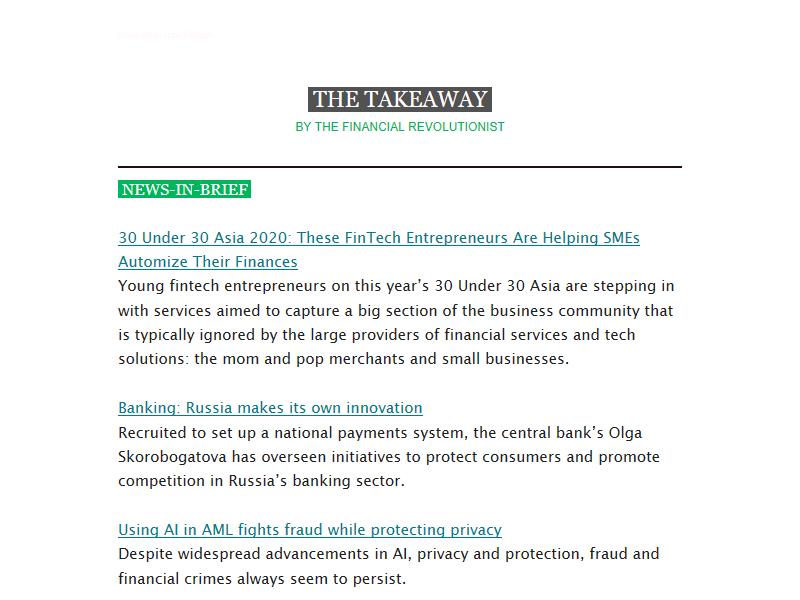 THE TAKEAWAY
BY THE FINANCIAL REVOLUTIONIST
NEWS-IN-BRIEF
30 Under 30 Asia 2020: These FinTech Entrepreneurs Are Helping SMEs
Automize Their Finances
Young fintech entrepreneurs on this year’s 30 Under 30 Asia are stepping in
with services aimed to capture a big section of the business community that
is typically ignored by the large providers of financial services and tech
solutions: the mom and pop merchants and small businesses.
Banking: Russia makes its own innovation
Recruited to set up a national payments system, the central bank’s Olga
Skorobogatova has overseen initiatives to protect consumers and promote
competition in Russia’s banking sector.
Using AI in AML fights fraud while protecting privacy
Despite widespread advancements in AI, privacy and protection, fraud and
financial crimes always seem to persist.